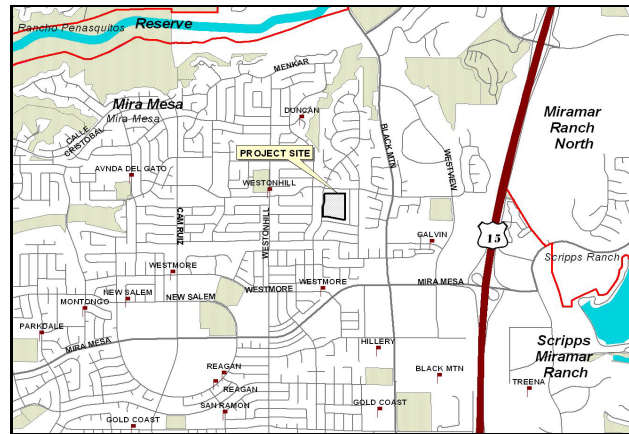 Rancho Penasquitos
Reserve
MENKAR
Mira Mesa
Mira Mesa
DUNCAN
CALLE
CRISTOBAL
BLACK MTN
Miramar
Ranch
North
PROJECT SITE
WESTVIEW
AVNDA DEL GATO
WESTONHILL
CAM RUIZ
WESTONHILL
GALVIN
15
Scripps Ranch
WESTMORE
NEW SALEM
NEW SALEM
WESTMORE
WESTMORE
MIRA MESA
MONTONGO
PARKDALE
MIRA MESA
HILLERY
Scripps
Miramar
Ranch
REAGAN
REAGAN
BLACK MTN
TREENA
SAN RAMON
GOLD COAST
GOLD COAST